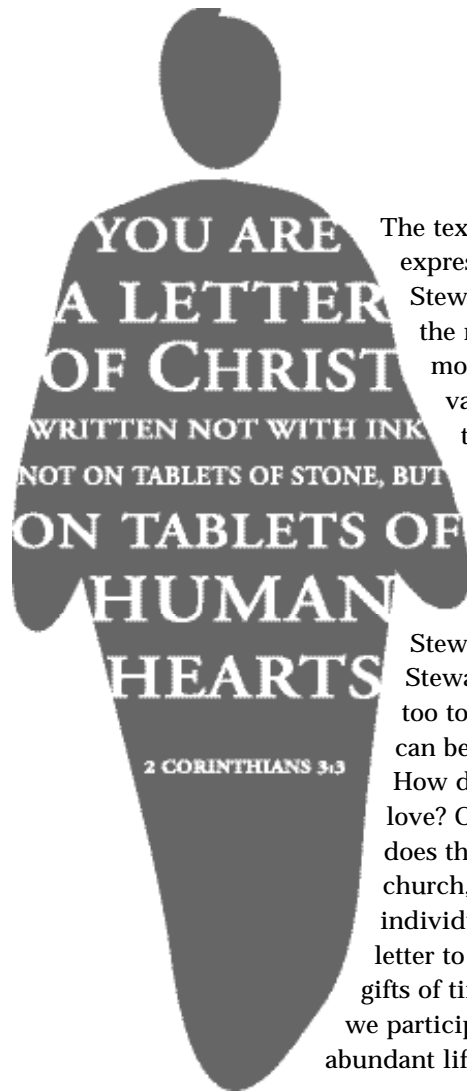 YOU ARE
A LETTER
OF CHRIST
WRITTEN NOT WITH INK
NOT ON TABLETS OF STONE, BUT
ON TABLETS OF
HUMAN
HEARTS
2 CORINTHIANS 3:3
The tex
expres
Stew
the r
mo
va
t
Stew
Stewa
too to
can be
How d
love? O
does th
church,
individ
letter to
gifts of ti
we particip
abundant lif